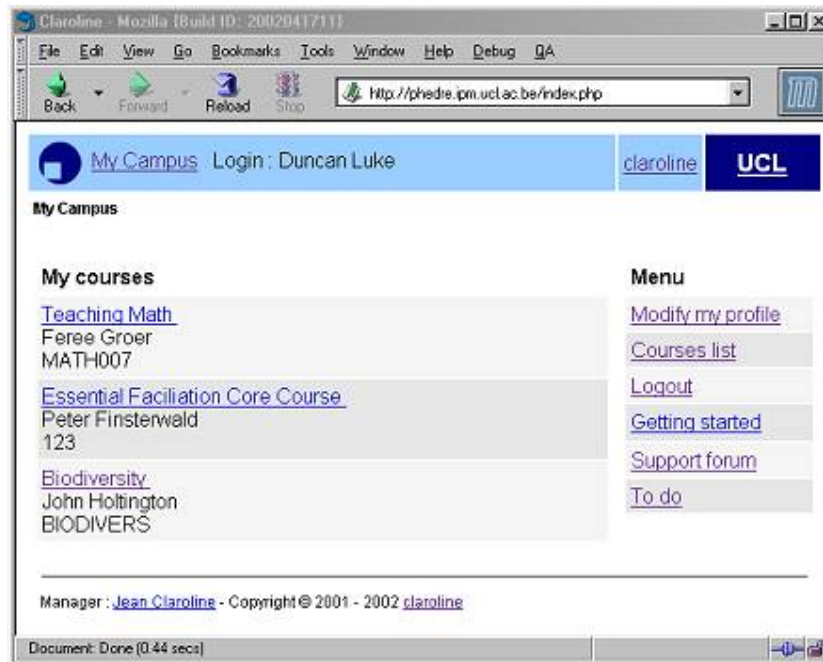 Claroline - Mozilla {Build ID: 2002041711}
File Edit View Go Bookmarks Tools Window Help Debug QA
Back Forward Reload Stop http://phedre.ipm.ucl.ac.be/index.php
My Campus Login : Duncan Luke claroline UCL
My Campus
My courses
Teaching Math
Feree Groer
MATH007
Essential Faciliation Core Course
Peter Finsterwald
123
Biodiversity
John Holtington
BIODIVERS
Menu
Modify my profile
Courses list
Logout
Getting started
Support forum
To do
Manager : Jean Claroline - Copyright © 2001 - 2002 claroline
Document: Done (0.44 secs)